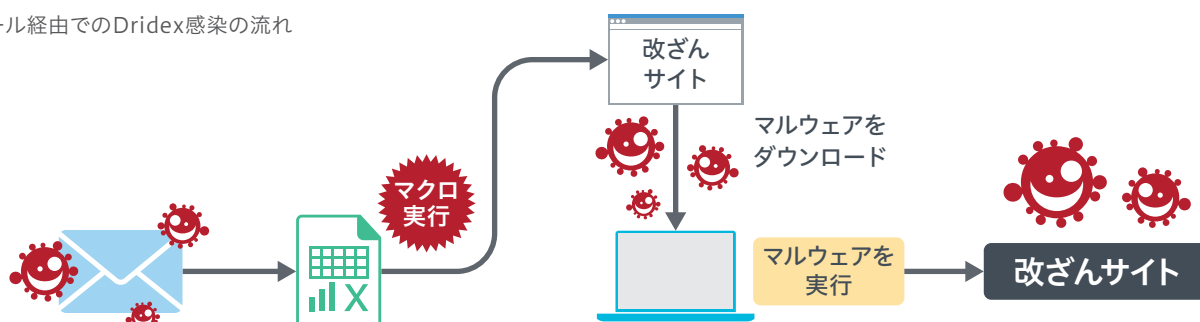 ール経由でのDridex感染の流れ
改ざん
サイト
マルウェアを
ダウンロード
マクロ
実行
X
マルウェアを
実行
改ざんサイト